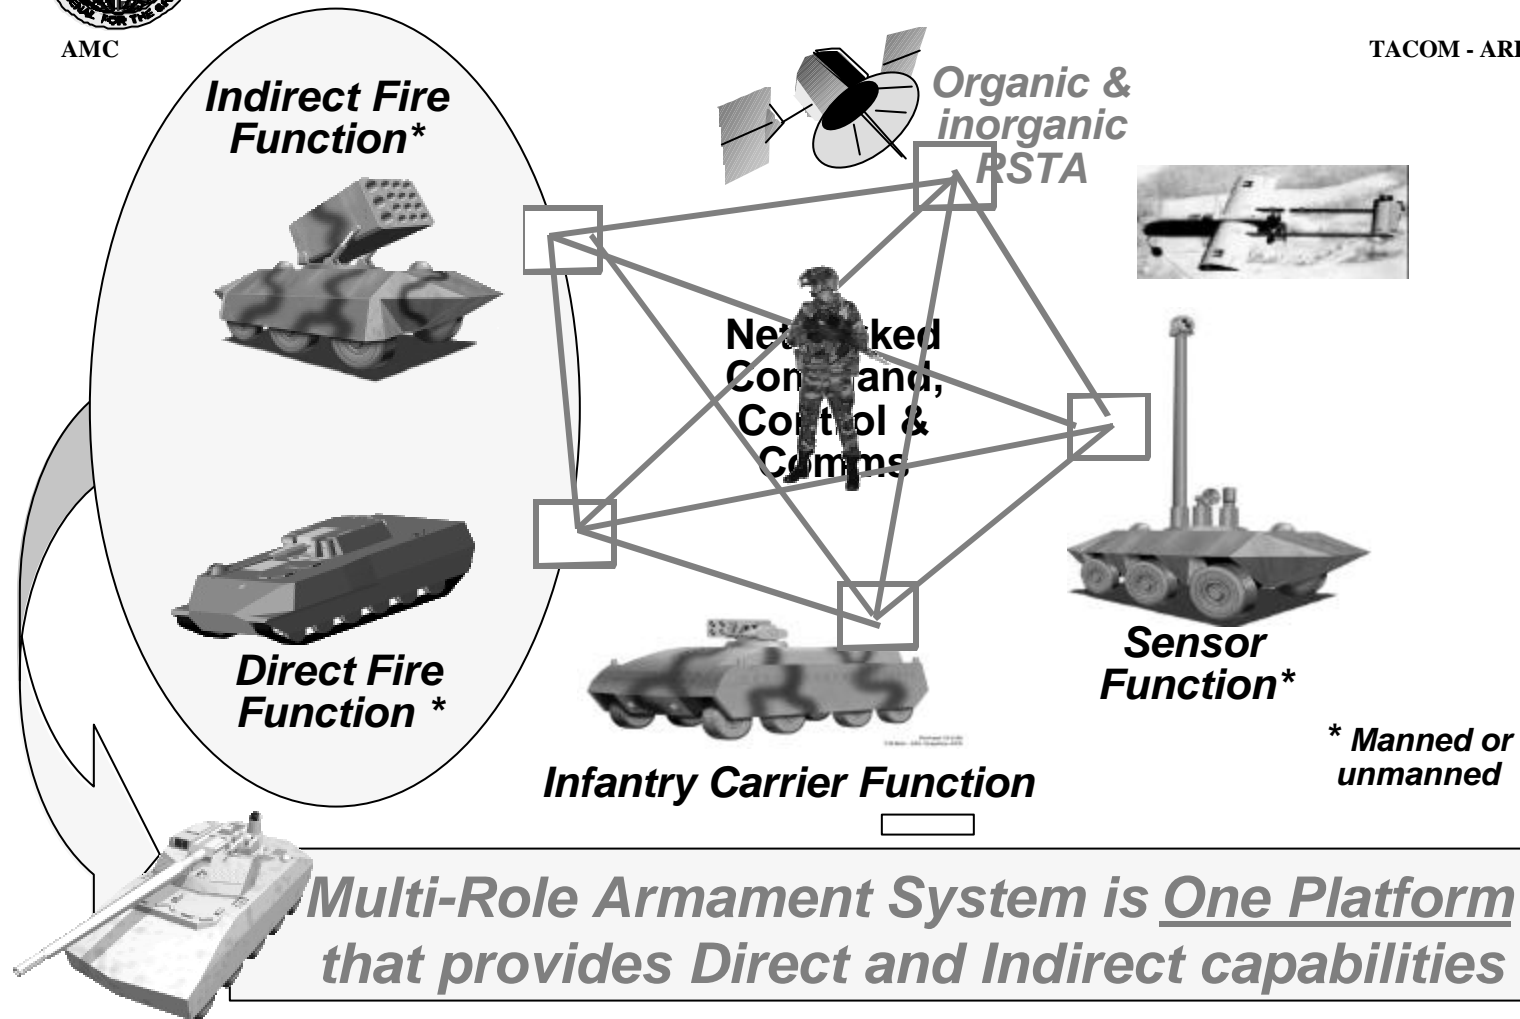 AMC
TACOM - ARD
Indirect Fire
Function*
Organic &
inorganic
RSTA
Networked
Command,
Control &
Comms
Direct Fire
Function *
Sensor
Function*
* Manned or
unmanned
Infantry Carrier Function
Multi-Role Armament System is One Platform
that provides Direct and Indirect capabilities